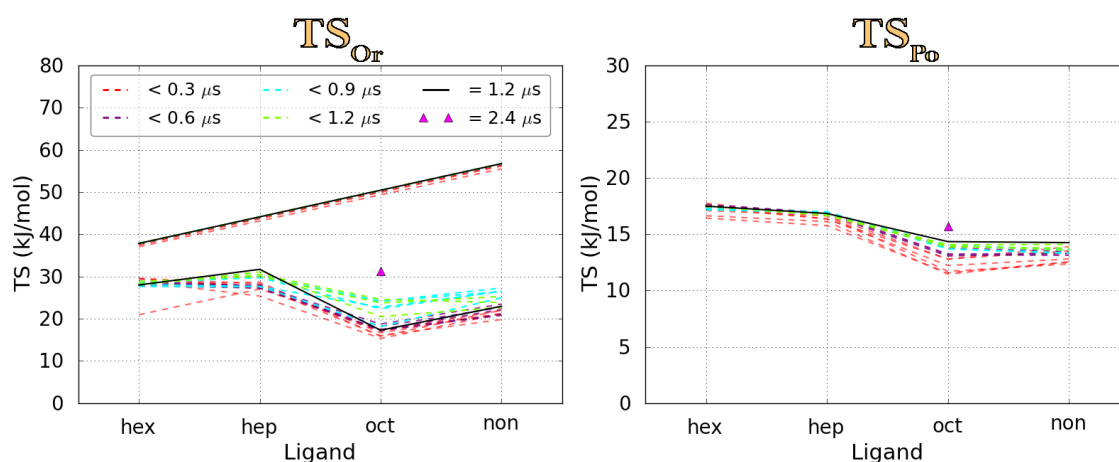 TS_Or
TS (kJ/mol)
80
70
60
50
40
30
20
10
0
< 0.3 μs
< 0.6 μs
< 0.9 μs
< 1.2 μs
= 1.2 μs
= 2.4 μs
hex hep oct non
Ligand
TS_Po
TS (kJ/mol)
30
25
20
15
10
5
0
hex hep oct non
Ligand